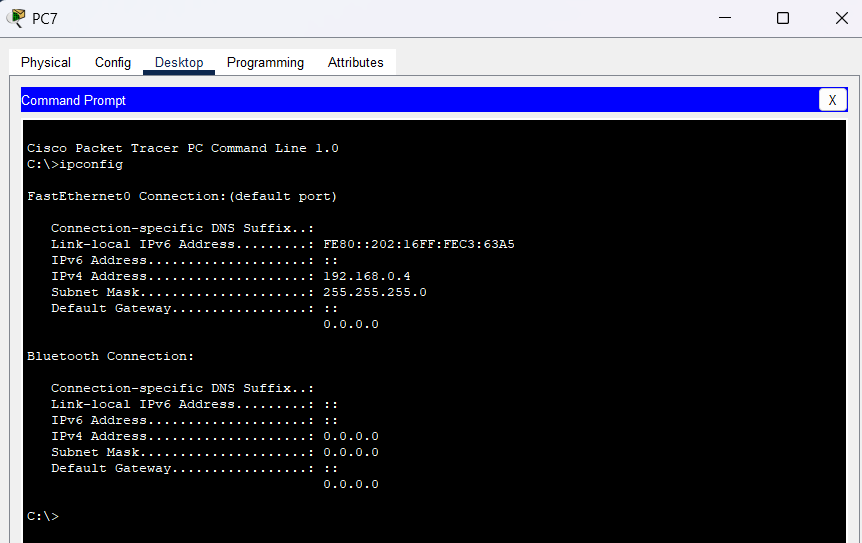 PC7
Physical Config Desktop Programming Attributes
Command Prompt
X
Cisco Packet Tracer PC Command Line 1.0
C:\>ipconfig
FastEthernet0 Connection:(default port)
Connection-specific DNS Suffix..:
Link-local IPv6 Address.........: FE80::202:16FF:FEC3:63A5
IPv6 Address....................: ::
IPv4 Address....................: 192.168.0.4
Subnet Mask.....................: 255.255.255.0
Default Gateway.................: ::
0.0.0.0
Bluetooth Connection:
Connection-specific DNS Suffix..:
Link-local IPv6 Address.........: ::
IPv6 Address....................: ::
IPv4 Address....................: 0.0.0.0
Subnet Mask.....................: 0.0.0.0
Default Gateway.................: ::
0.0.0.0
C:\>